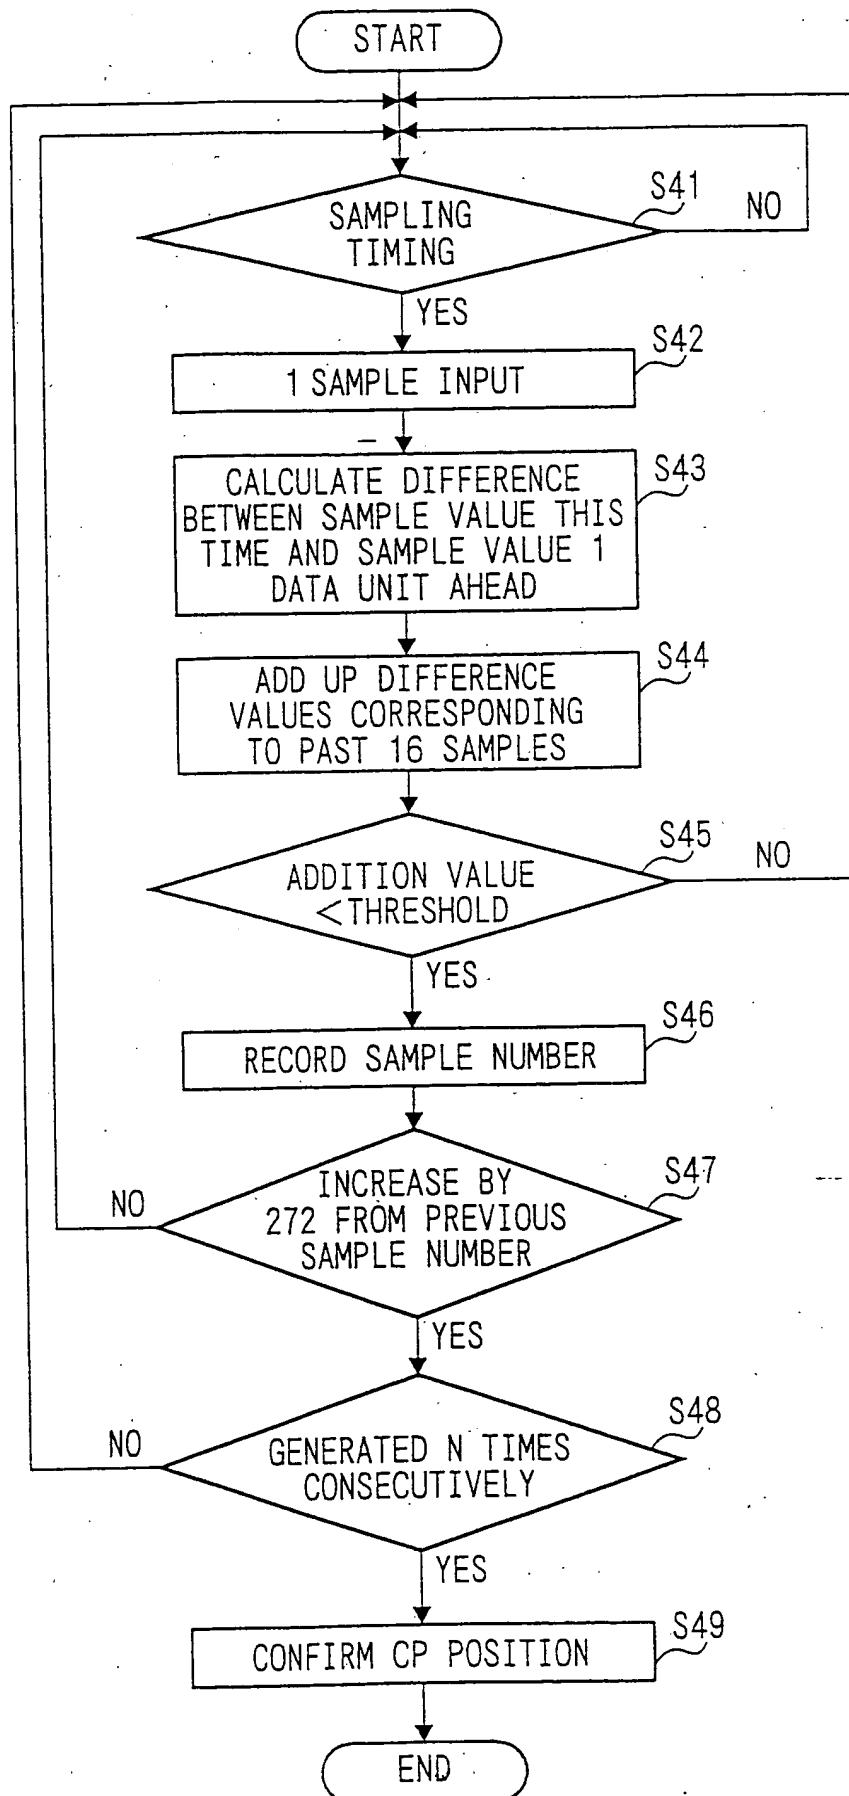 START
S41
SAMPLING
TIMING
NO
YES
S42
1 SAMPLE INPUT
S43
CALCULATE DIFFERENCE
BETWEEN SAMPLE VALUE THIS
TIME AND SAMPLE VALUE 1
DATA UNIT AHEAD
S44
ADD UP DIFFERENCE
VALUES CORRESPONDING
TO PAST 16 SAMPLES
S45
ADDITION VALUE
<THRESHOLD
NO
YES
S46
RECORD SAMPLE NUMBER
S47
INCREASE BY
272 FROM PREVIOUS
SAMPLE NUMBER
NO
YES
S48
GENERATED N TIMES
CONSECUTIVELY
NO
YES
S49
CONFIRM CP POSITION
END